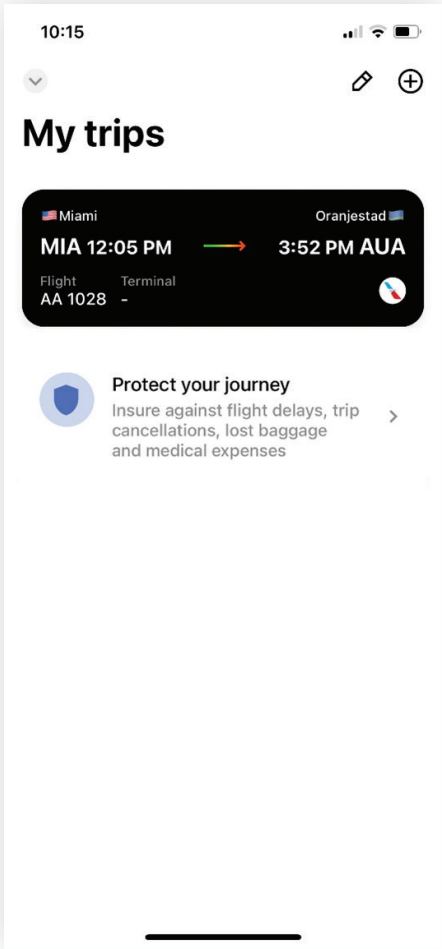 10:15
My trips
🇺🇸 Miami Oranjestad 🇦🇼
MIA 12:05 PM → 3:52 PM AUA
Flight Terminal
AA 1028 -
Protect your journey
Insure against flight delays, trip
cancellations, lost baggage
and medical expenses